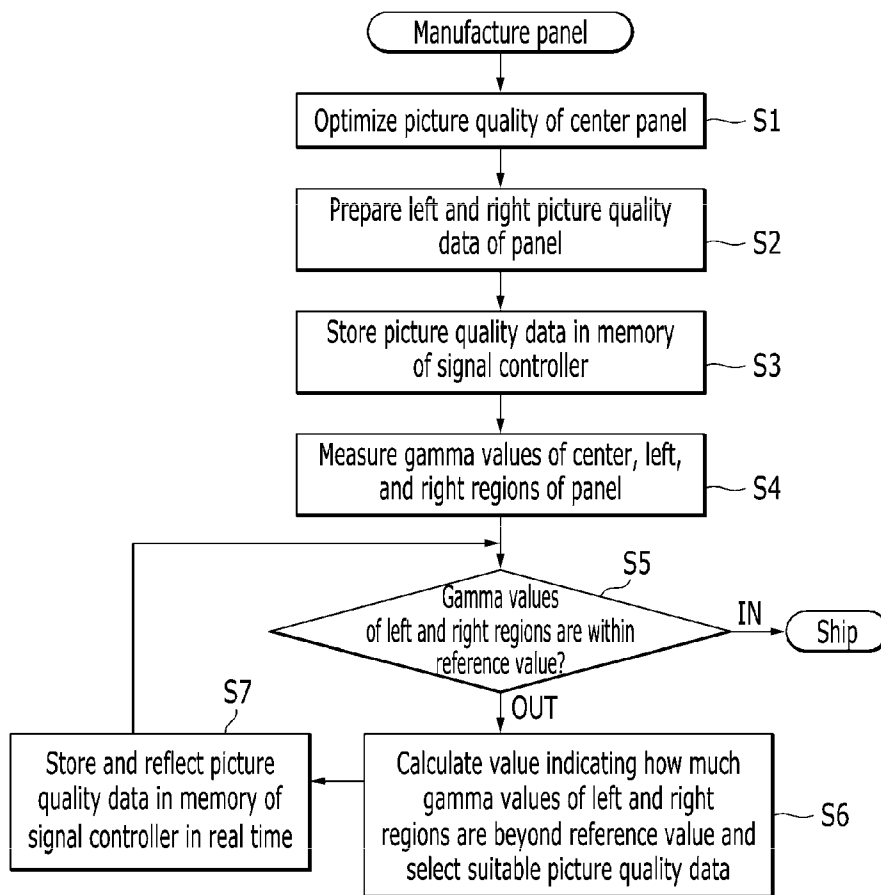 Manufacture panel
Optimize picture quality of center panel
S1
Prepare left and right picture quality
data of panel
S2
Store picture quality data in memory
of signal controller
S3
Measure gamma values of center, left,
and right regions of panel
S4
S5
Gamma values
of left and right regions are within
reference value?
IN
Ship
OUT
S7
Store and reflect picture
quality data in memory of
signal controller in real time
Calculate value indicating how much
gamma values of left and right
regions are beyond reference value and
select suitable picture quality data
S6